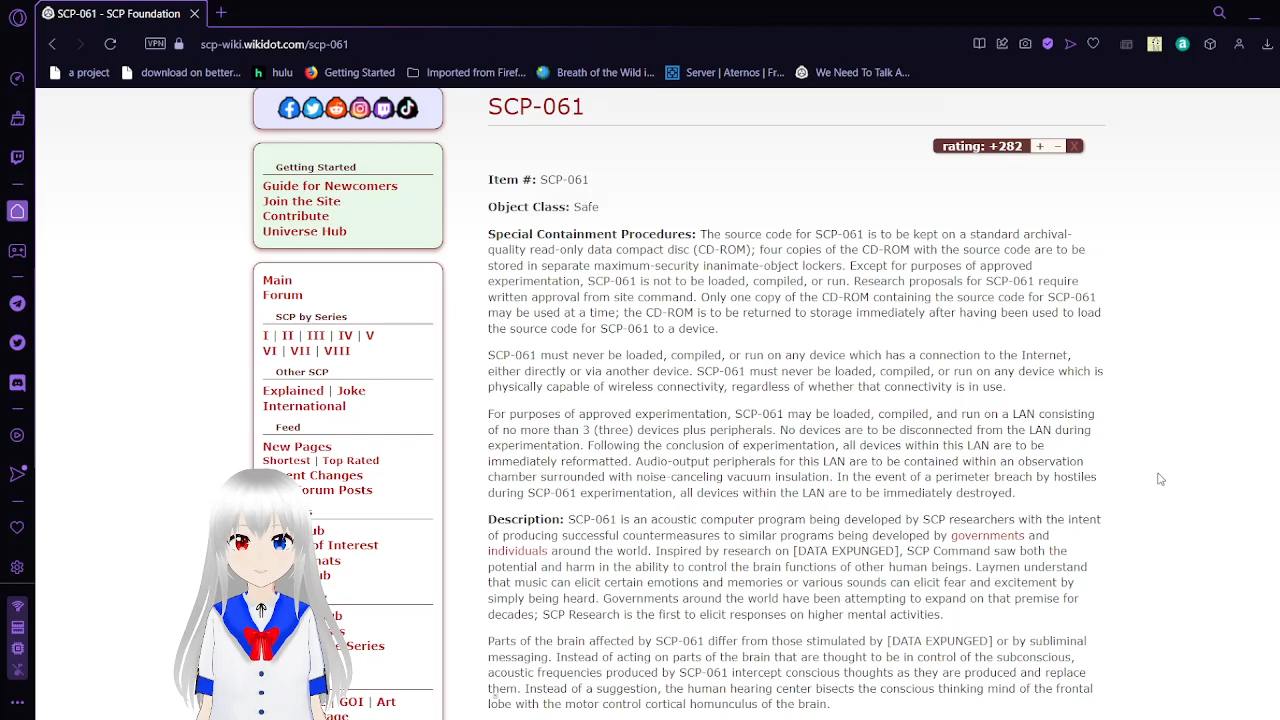 SCP-061 - SCP Foundation
VPN
scp-wiki.wikidot.com/scp-061
a project
download on better...
hulu
Getting Started
Imported from Firef...
Breath of the Wild i...
Server | Aternos | Fr...
We Need To Talk A...
Getting Started
Guide for Newcomers
Join the Site
Contribute
Universe Hub
Main
Forum
SCP by Series
I | II | III | IV | V
VI | VII | VIII
Other SCP
Explained | Joke
International
Feed
New Pages
Shortest | Top Rated
ent Changes
orum Posts
s
ub
of Interest
mats
ub
ub
s
e Series
| GOI | Art
page
SCP-061
rating: +282 + – X
Item #: SCP-061
Object Class: Safe
Special Containment Procedures: The source code for SCP-061 is to be kept on a standard archival-
quality read-only data compact disc (CD-ROM); four copies of the CD-ROM with the source code are to be
stored in separate maximum-security inanimate-object lockers. Except for purposes of approved
experimentation, SCP-061 is not to be loaded, compiled, or run. Research proposals for SCP-061 require
written approval from site command. Only one copy of the CD-ROM containing the source code for SCP-061
may be used at a time; the CD-ROM is to be returned to storage immediately after having been used to load
the source code for SCP-061 to a device.
SCP-061 must never be loaded, compiled, or run on any device which has a connection to the Internet,
either directly or via another device. SCP-061 must never be loaded, compiled, or run on any device which is
physically capable of wireless connectivity, regardless of whether that connectivity is in use.
For purposes of approved experimentation, SCP-061 may be loaded, compiled, and run on a LAN consisting
of no more than 3 (three) devices plus peripherals. No devices are to be disconnected from the LAN during
experimentation. Following the conclusion of experimentation, all devices within this LAN are to be
immediately reformatted. Audio-output peripherals for this LAN are to be contained within an observation
chamber surrounded with noise-canceling vacuum insulation. In the event of a perimeter breach by hostiles
during SCP-061 experimentation, all devices within the LAN are to be immediately destroyed.
Description: SCP-061 is an acoustic computer program being developed by SCP researchers with the intent
of producing successful countermeasures to similar programs being developed by governments and
individuals around the world. Inspired by research on [DATA EXPUNGED], SCP Command saw both the
potential and harm in the ability to control the brain functions of other human beings. Laymen understand
that music can elicit certain emotions and memories or various sounds can elicit fear and excitement by
simply being heard. Governments around the world have been attempting to expand on that premise for
decades; SCP Research is the first to elicit responses on higher mental activities.
Parts of the brain affected by SCP-061 differ from those stimulated by [DATA EXPUNGED] or by subliminal
messaging. Instead of acting on parts of the brain that are thought to be in control of the subconscious,
acoustic frequencies produced by SCP-061 intercept conscious thoughts as they are produced and replace
them. Instead of a suggestion, the human hearing center bisects the conscious thinking mind of the frontal
lobe with the motor control cortical homunculus of the brain.